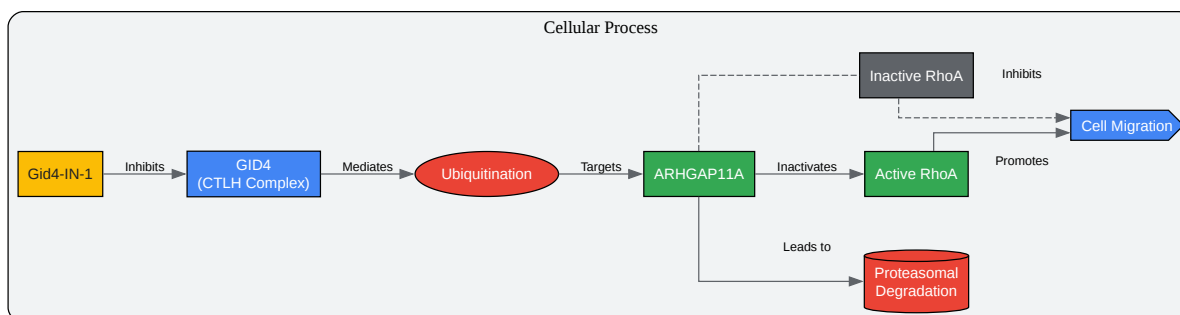 Cellular Process
Inactive RhoA
Inhibits
Cell Migration
Gid4-IN-1
Inhibits
GID4
(CTLH Complex)
Mediates
Ubiquitination
Targets
ARHGAP11A
Inactivates
Active RhoA
Promotes
Leads to
Proteasomal
Degradation